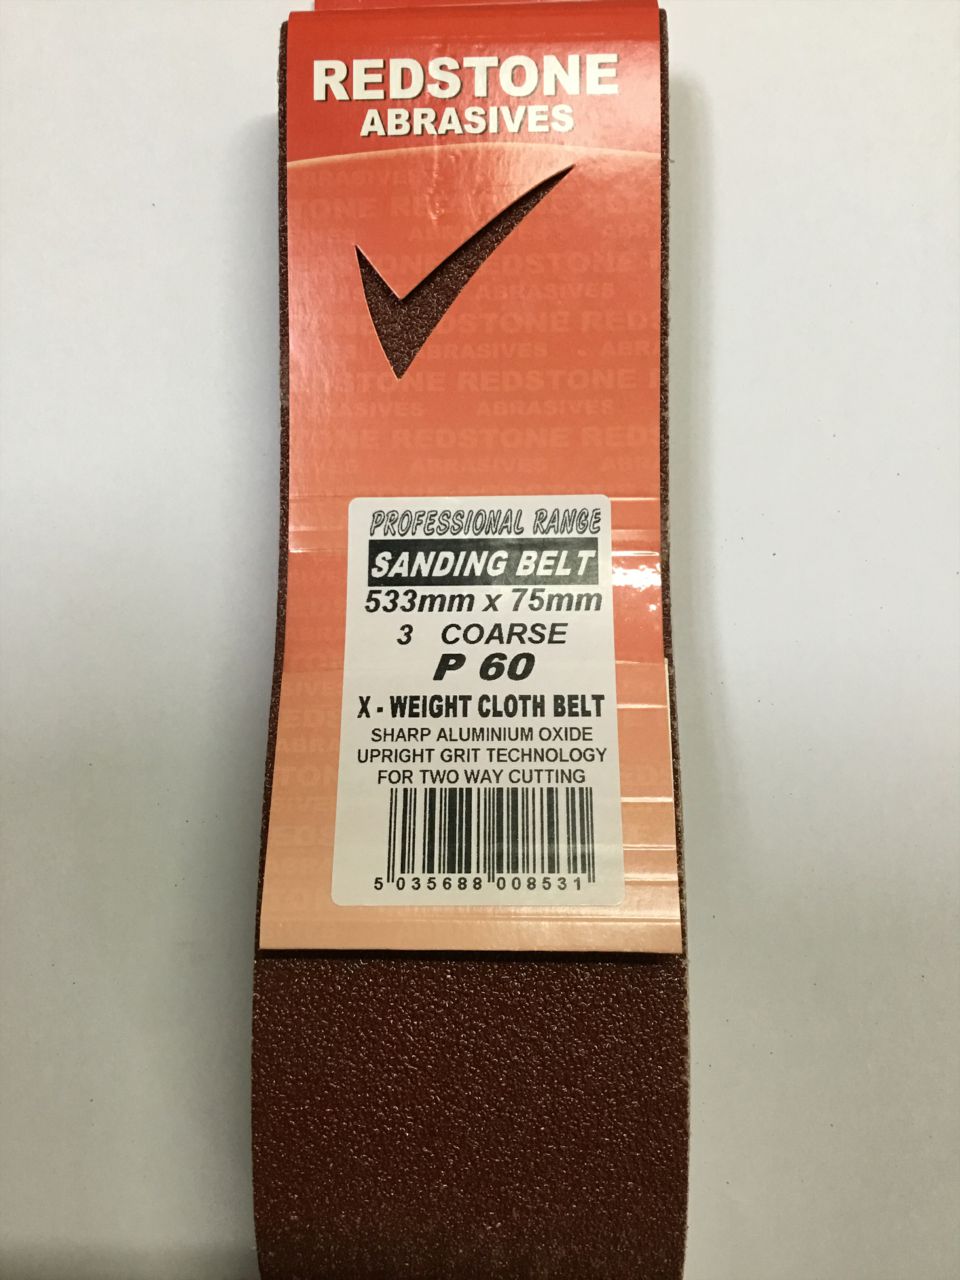 REDSTONE
ABRASIVES
PROFESSIONAL RANGE
SANDING BELT
533mm x 75mm
3 COARSE
P 60
X - WEIGHT CLOTH BELT
SHARP ALUMINIUM OXIDE
UPRIGHT GRIT TECHNOLOGY
FOR TWO WAY CUTTING
5 035688 008531